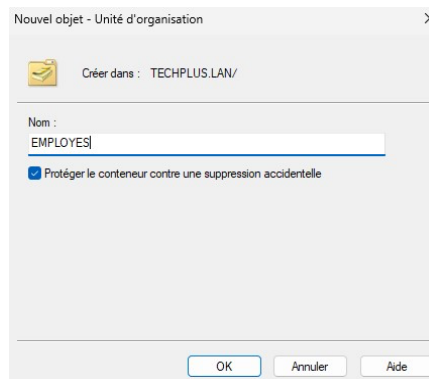 Nouvel objet - Unité d'organisation
Créer dans : TECHPLUS.LAN/
Nom :
EMPLOYES
Protéger le conteneur contre une suppression accidentelle
OK Annuler Aide